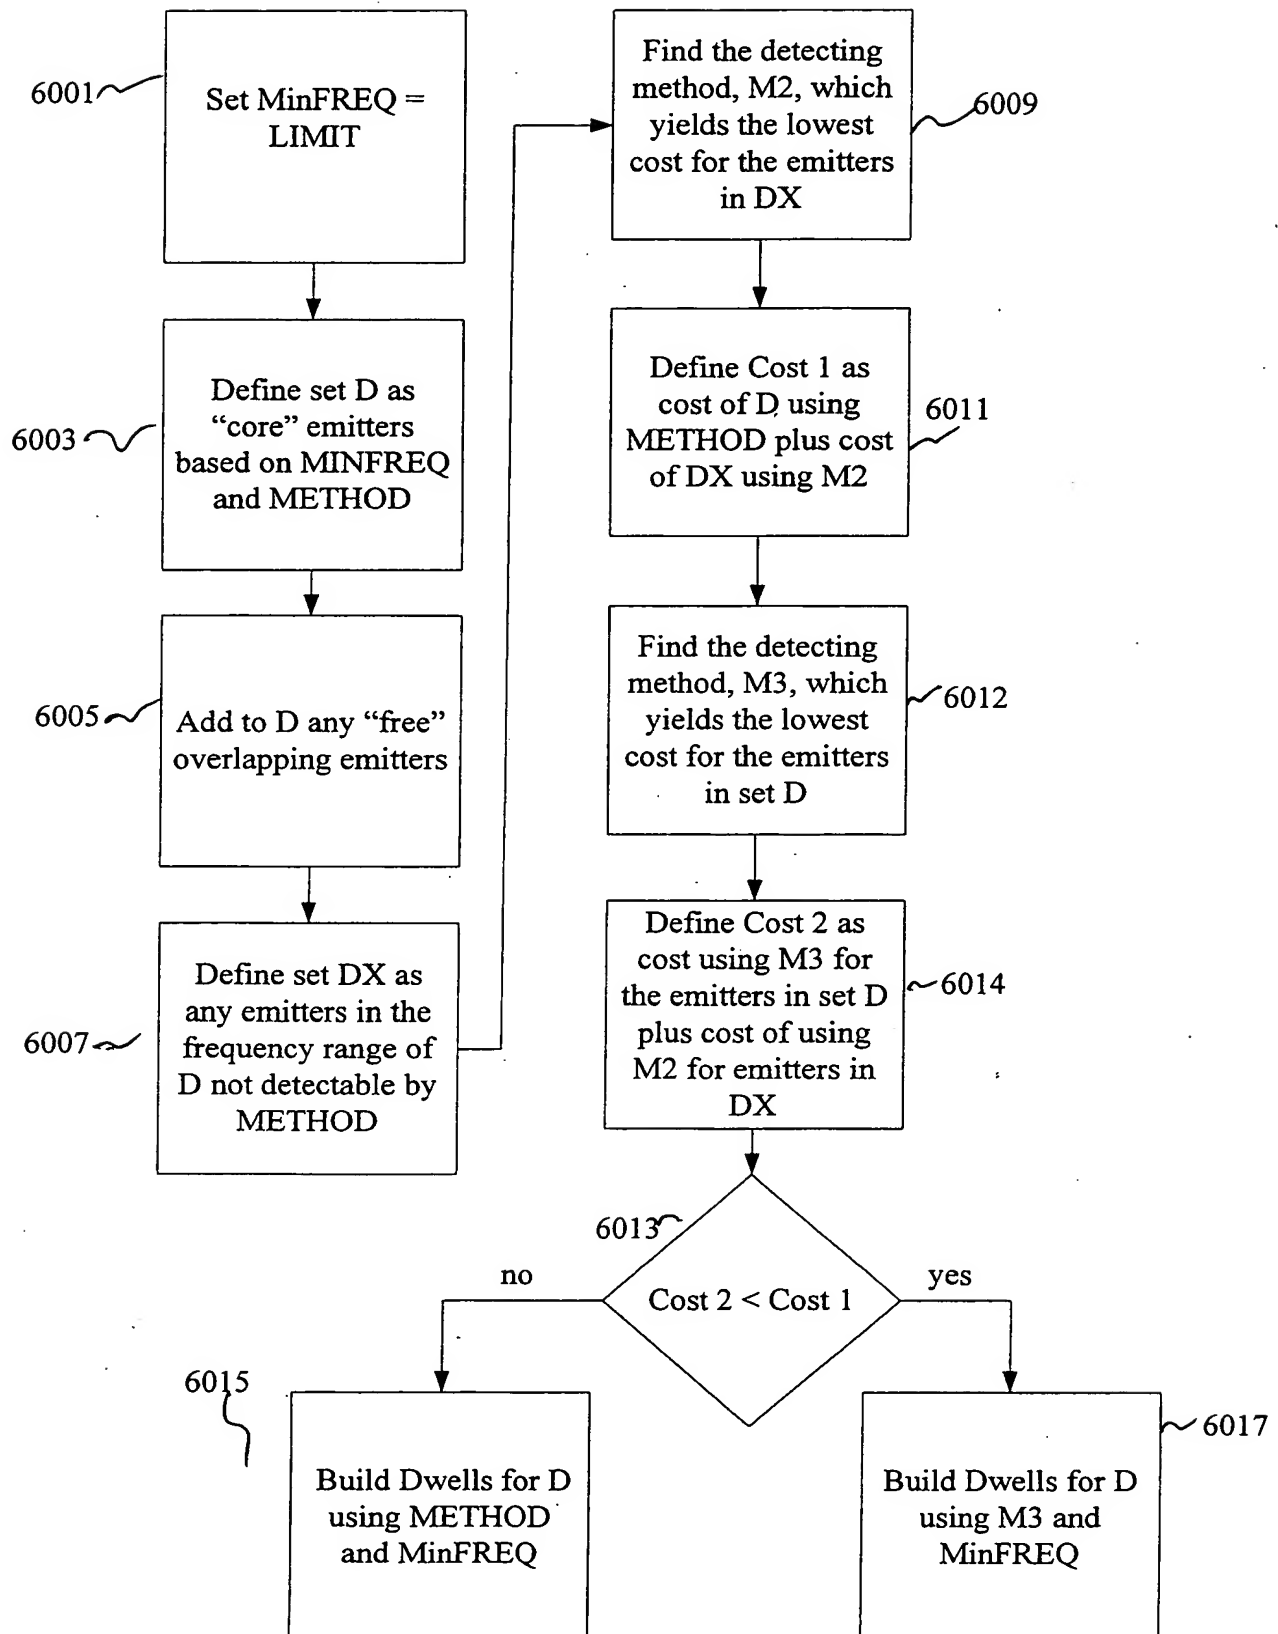 6001
Set MinFREQ =
LIMIT
6003
Define set D as
“core” emitters
based on MINFREQ
and METHOD
6005
Add to D any “free”
overlapping emitters
6007
Define set DX as
any emitters in the
frequency range of
D not detectable by
METHOD
Find the detecting
method, M2, which
yields the lowest
cost for the emitters
in DX
6009
Define Cost 1 as
cost of D using
METHOD plus cost
of DX using M2
6011
Find the detecting
method, M3, which
yields the lowest
cost for the emitters
in set D
6012
Define Cost 2 as
cost using M3 for
the emitters in set D
plus cost of using
M2 for emitters in
DX
6014
6013
Cost 2 < Cost 1
no
yes
6015
Build Dwells for D
using METHOD
and MinFREQ
6017
Build Dwells for D
using M3 and
MinFREQ